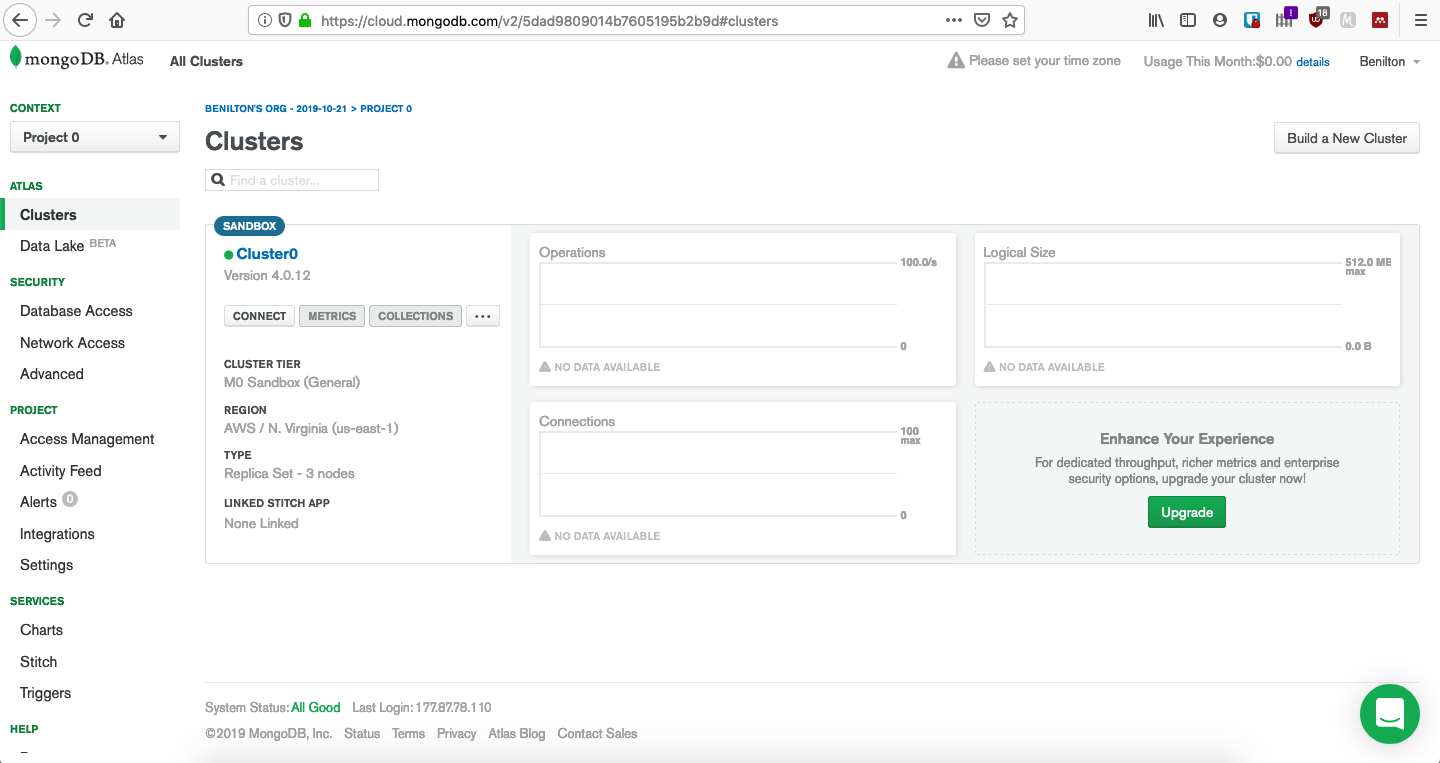 https://cloud.mongodb.com/v2/5dad9809014b7605195b2b9d#clusters
!
18
mongoDB. Atlas
All Clusters
Please set your time zone
Usage This Month:$0.00 details
Benilton
CONTEXT
Project 0
ATLAS
Clusters
Data Lake BETA
SECURITY
Database Access
Network Access
Advanced
PROJECT
Access Management
Activity Feed
Alerts 0
Integrations
Settings
SERVICES
Charts
Stitch
Triggers
HELP
BENILTON'S ORG - 2019-10-21 > PROJECT 0
Clusters
Build a New Cluster
Find a cluster...
SANDBOX
Cluster0
Version 4.0.12
CONNECT METRICS COLLECTIONS ...
CLUSTER TIER
M0 Sandbox (General)
REGION
AWS / N. Virginia (us-east-1)
TYPE
Replica Set - 3 nodes
LINKED STITCH APP
None Linked
Operations
100.0/s
0
NO DATA AVAILABLE
Logical Size
512.0 MB
max
0.0 B
NO DATA AVAILABLE
Connections
100
max
0
NO DATA AVAILABLE
Enhance Your Experience
For dedicated throughput, richer metrics and enterprise
security options, upgrade your cluster now!
Upgrade
System Status: All Good Last Login: 177.87.78.110
©2019 MongoDB, Inc. Status Terms Privacy Atlas Blog Contact Sales